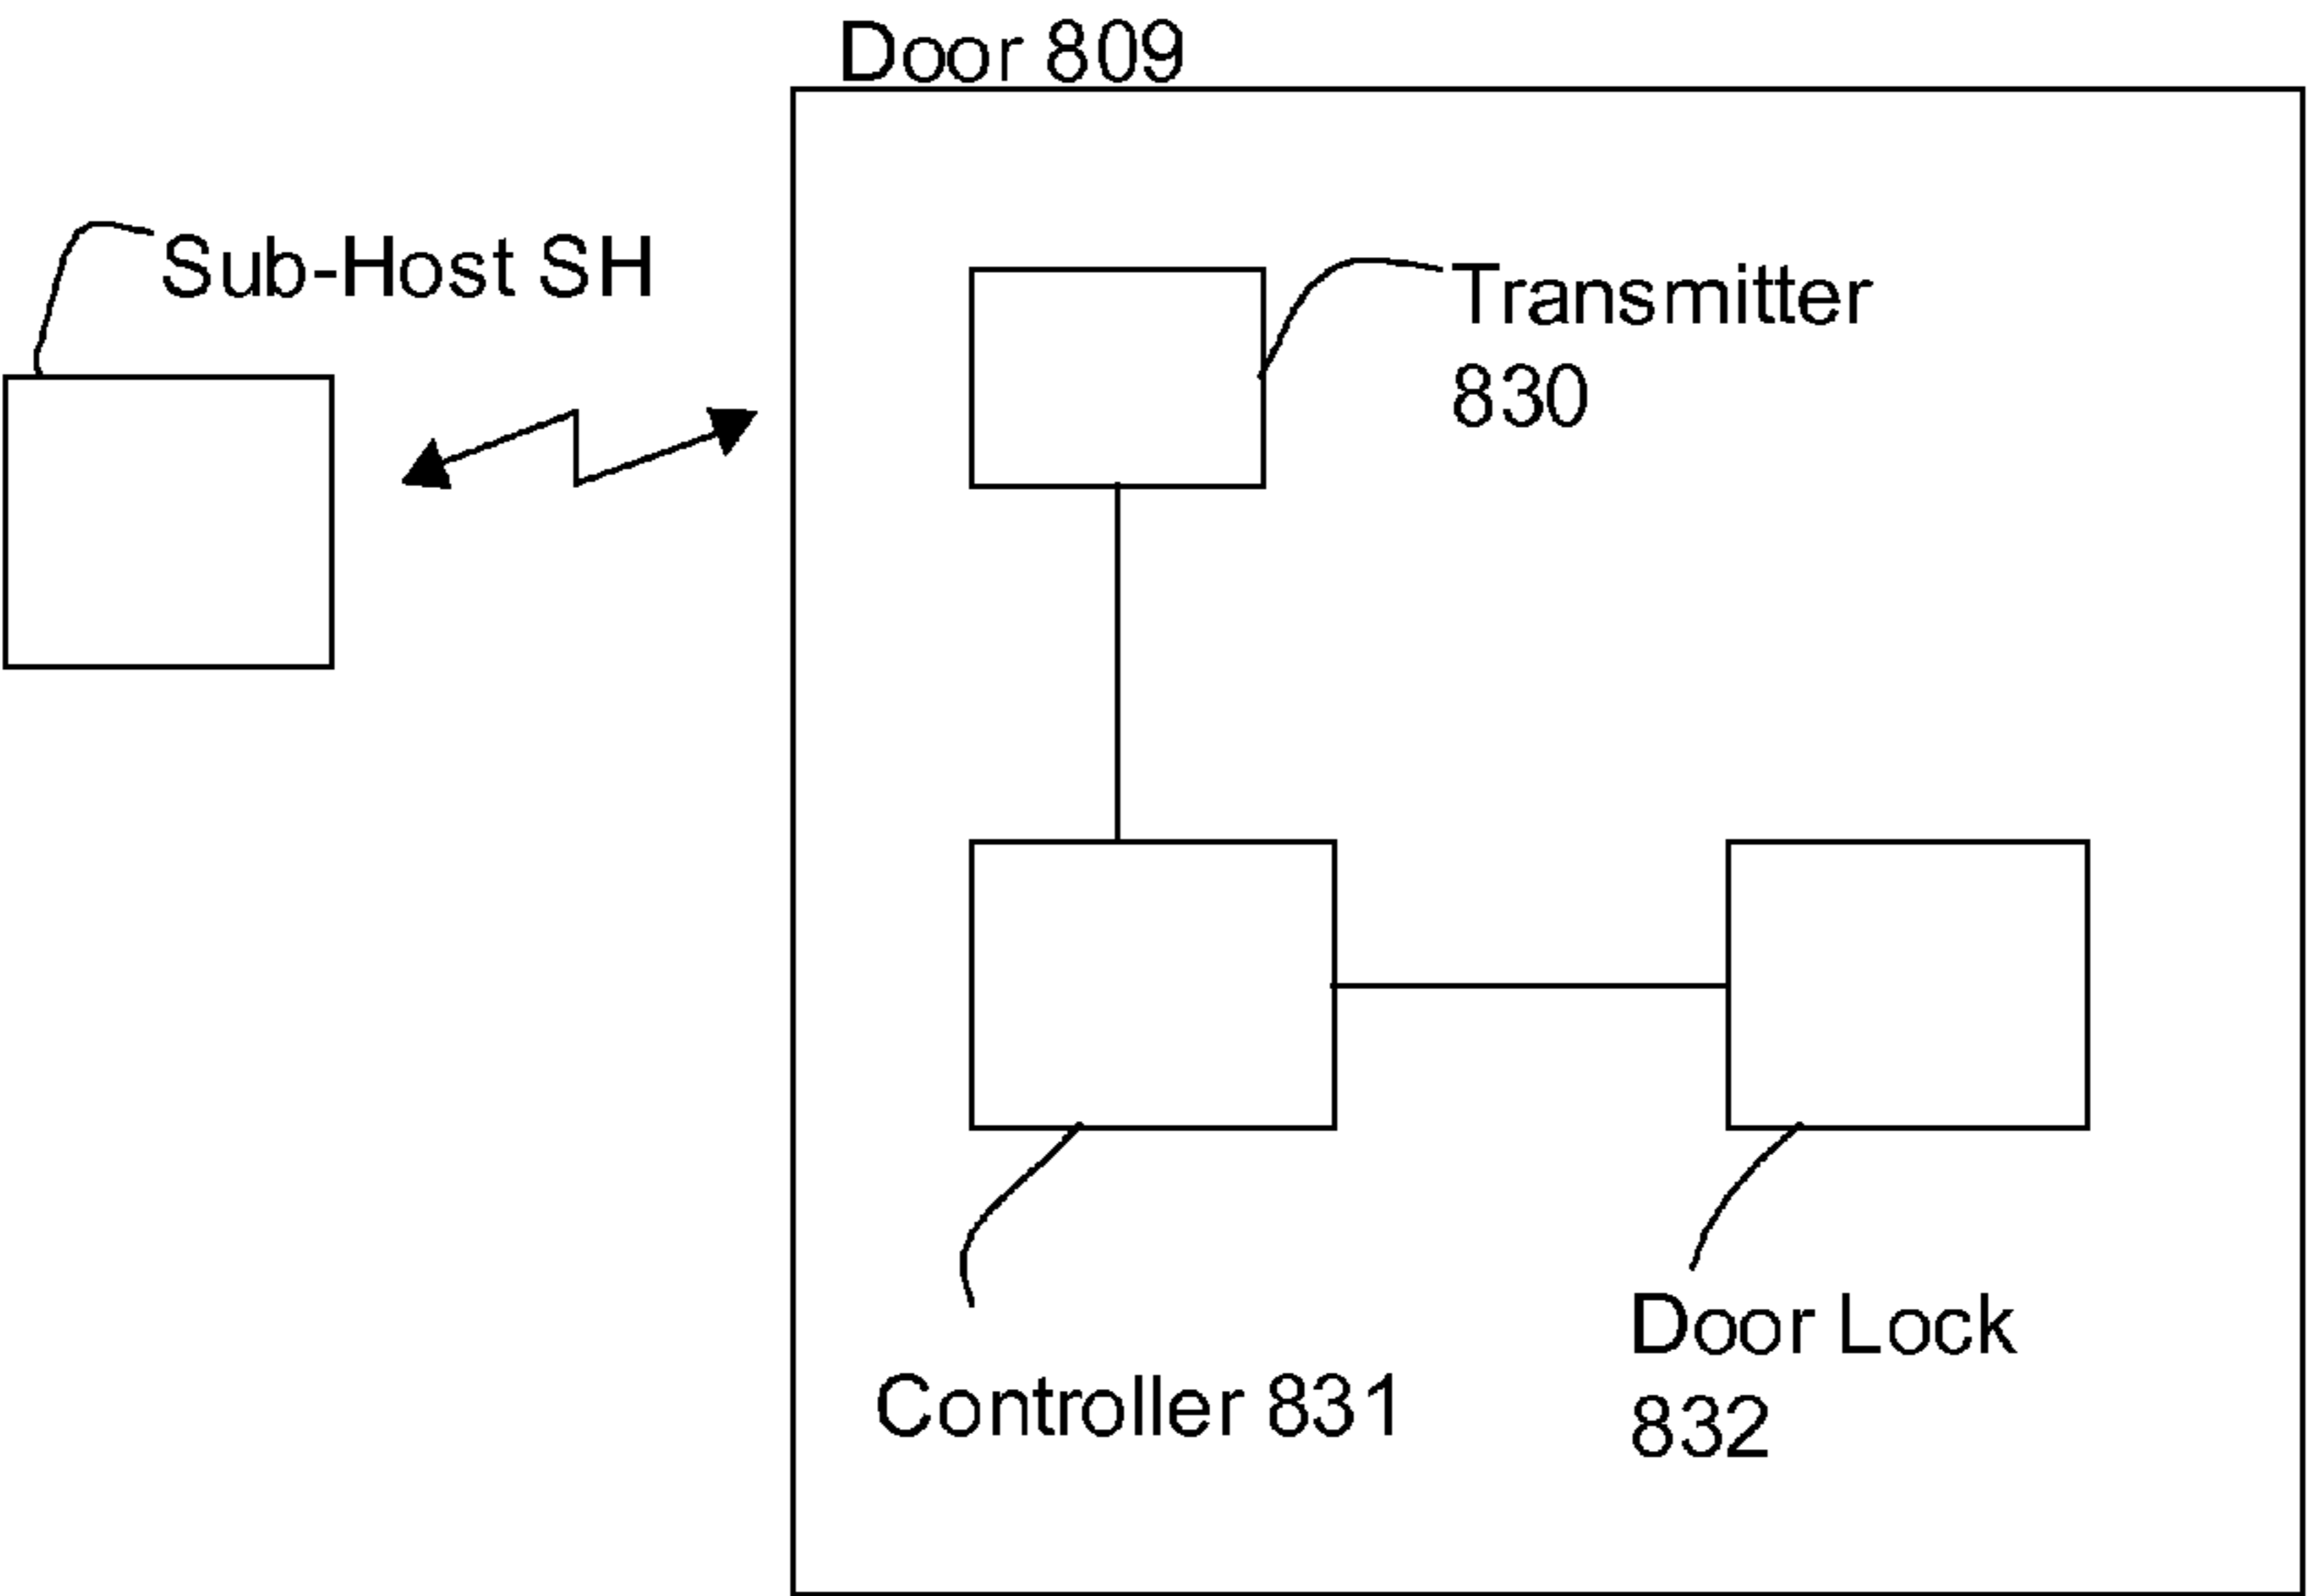 Door 809
Sub-Host SH
Transmitter
830
Controller 831
Door Lock
832